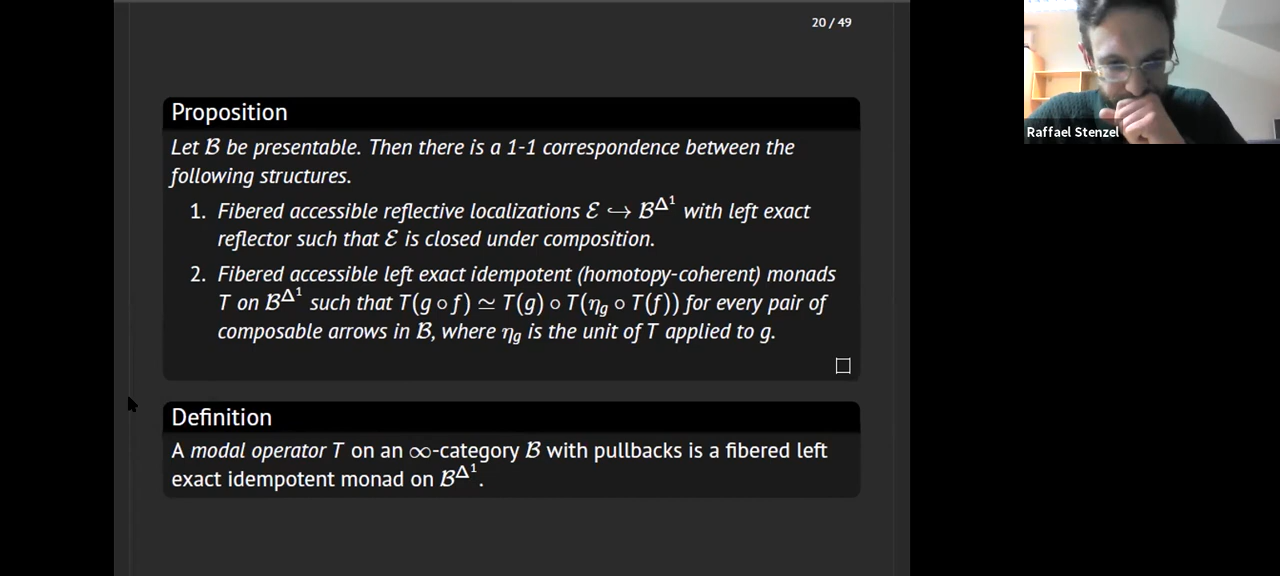 20 / 49
Proposition
Let ℬ be presentable. Then there is a 1-1 correspondence between the
following structures.
1. Fibered accessible reflective localizations ℰ ↪ ℬ^{Δ^1} with left exact
reflector such that ℰ is closed under composition.
2. Fibered accessible left exact idempotent (homotopy-coherent) monads
T on ℬ^{Δ^1} such that T(g ∘ f) ≃ T(g) ∘ T(η_g ∘ T(f)) for every pair of
composable arrows in ℬ, where η_g is the unit of T applied to g.
□
Definition
A modal operator T on an ∞-category ℬ with pullbacks is a fibered left
exact idempotent monad on ℬ^{Δ^1}.
Raffael Stenzel